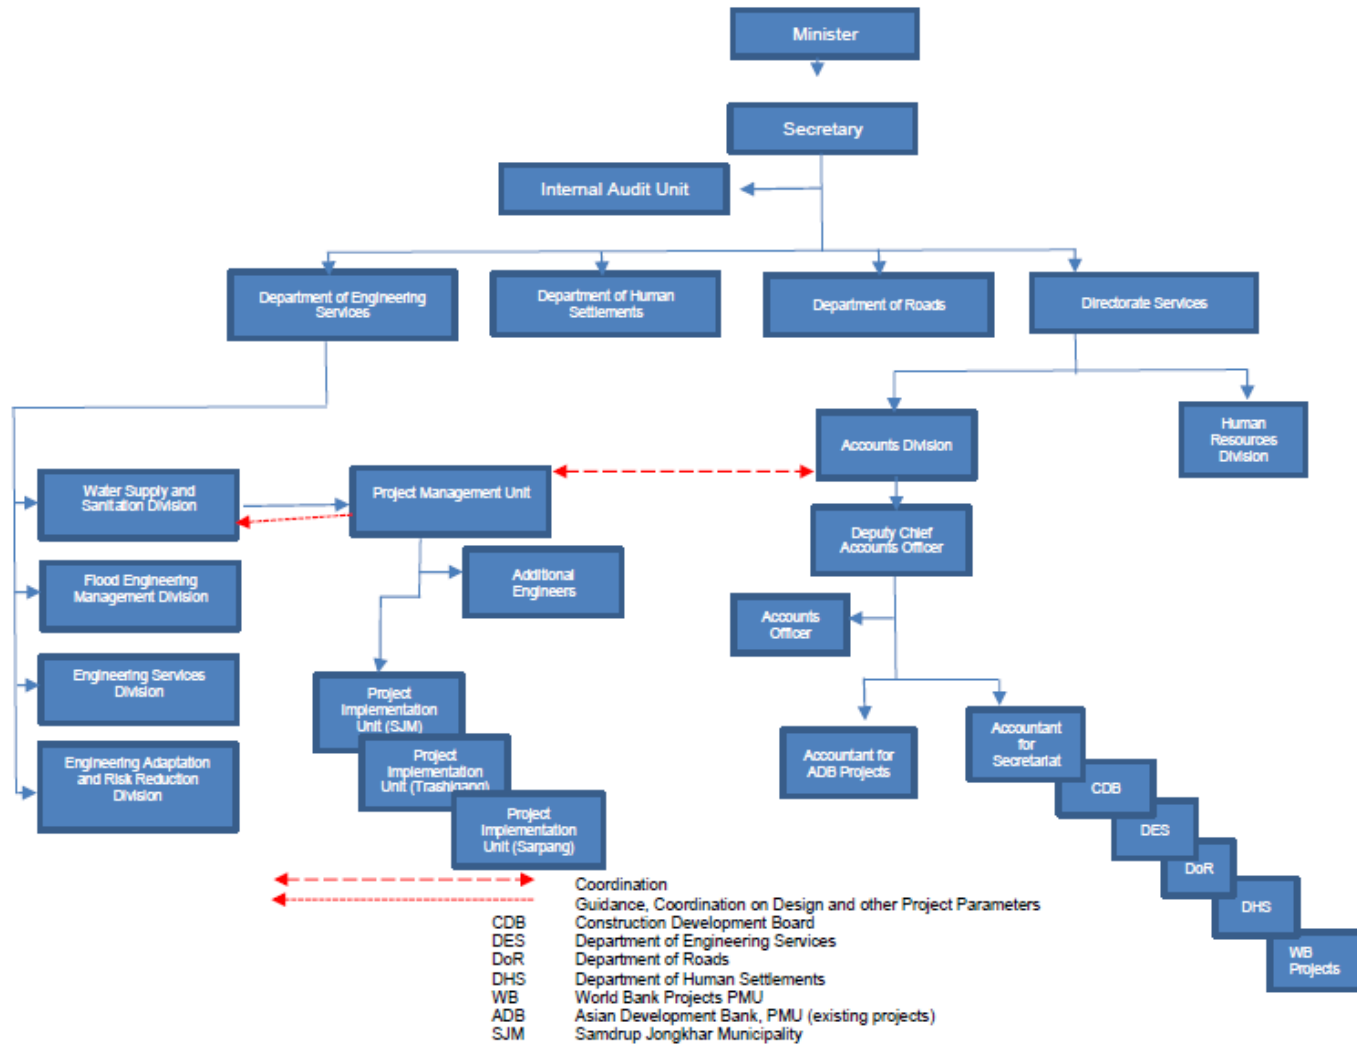 Minister
Secretary
Internal Audit Unit
Department of Engineering
Services
Department of Human
Settlements
Department of Roads
Directorate Services
Accounts Division
Human
Resources
Division
Water Supply and
Sanitation Division
Project Management Unit
Deputy Chief
Accounts Officer
Flood Engineering
Management Division
Additional
Engineers
Accounts
Officer
Engineering Services
Division
Project
Implementation
Unit (SJM)
Accountant
for
Secretariat
Engineering Adaptation
and Risk Reduction
Division
Project
Implementation
Unit (Trashigang)
Accountant for
ADB Projects
CDB
Project
Implementation
Unit (Sarpang)
DES
DoR
DHS
WB
Projects
Coordination
Guidance, Coordination on Design and other Project Parameters
CDB Construction Development Board
DES Department of Engineering Services
DoR Department of Roads
DHS Department of Human Settlements
WB World Bank Projects PMU
ADB Asian Development Bank, PMU (existing projects)
SJM Samdrup Jongkhar Municipality